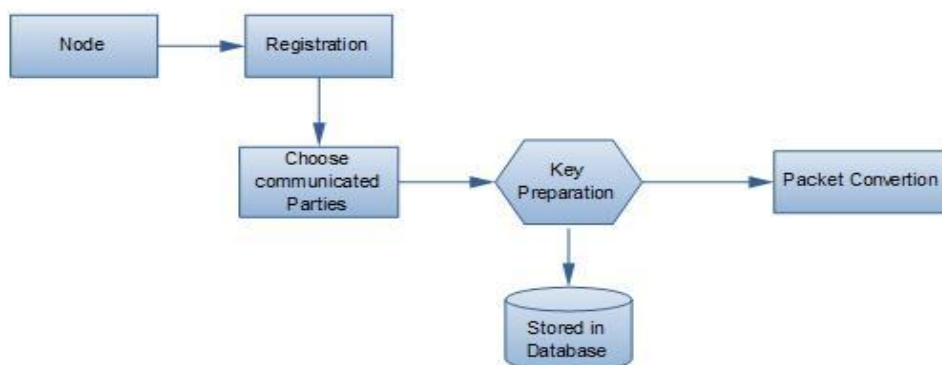 Node
Registration
Choose
communicated
Parties
Key
Preparation
Packet Convertion
Stored in
Database